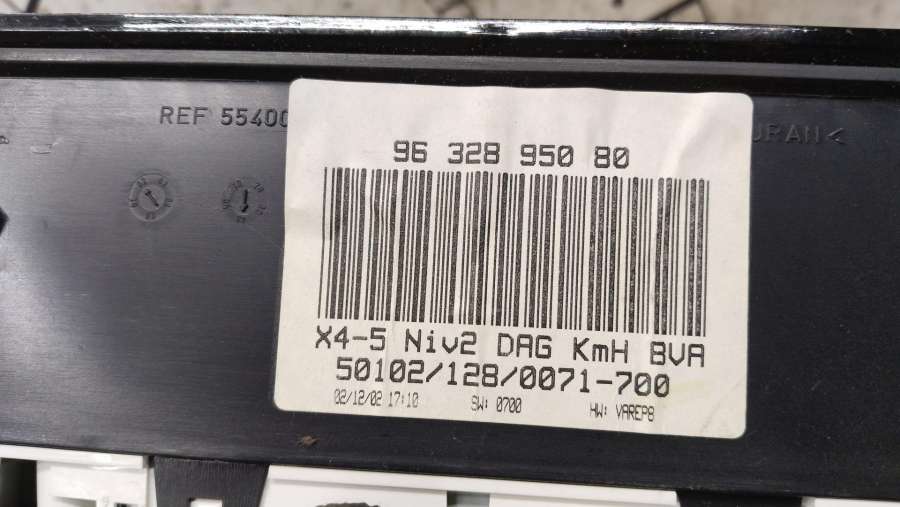 REF 55400
URAN<
96 328 950 80
X4-5 Niv2 DAG KmH BVA
50102/128/0071-700
02/12/02 17:10 SW: 0700 HW: VAREP8